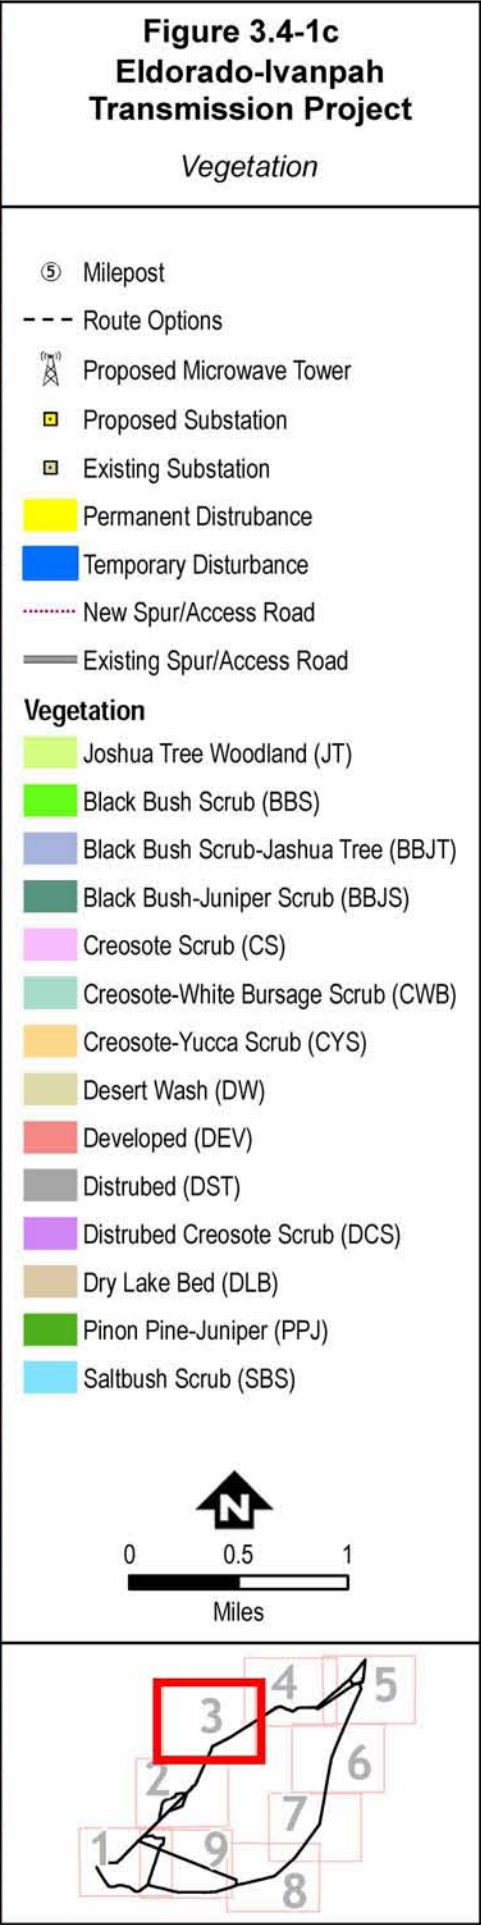 Figure 3.4-1c
Eldorado-Ivanpah
Transmission Project
Vegetation
⑤ Milepost
Route Options
Proposed Microwave Tower
Proposed Substation
Existing Substation
Permanent Distrubance
Temporary Disturbance
New Spur/Access Road
Existing Spur/Access Road
Vegetation
Joshua Tree Woodland (JT)
Black Bush Scrub (BBS)
Black Bush Scrub-Jashua Tree (BBJT)
Black Bush-Juniper Scrub (BBJS)
Creosote Scrub (CS)
Creosote-White Bursage Scrub (CWB)
Creosote-Yucca Scrub (CYS)
Desert Wash (DW)
Developed (DEV)
Distrubed (DST)
Distrubed Creosote Scrub (DCS)
Dry Lake Bed (DLB)
Pinon Pine-Juniper (PPJ)
Saltbush Scrub (SBS)
N
0 0.5 1
Miles
4 5
3
6
2
7
1 9
8